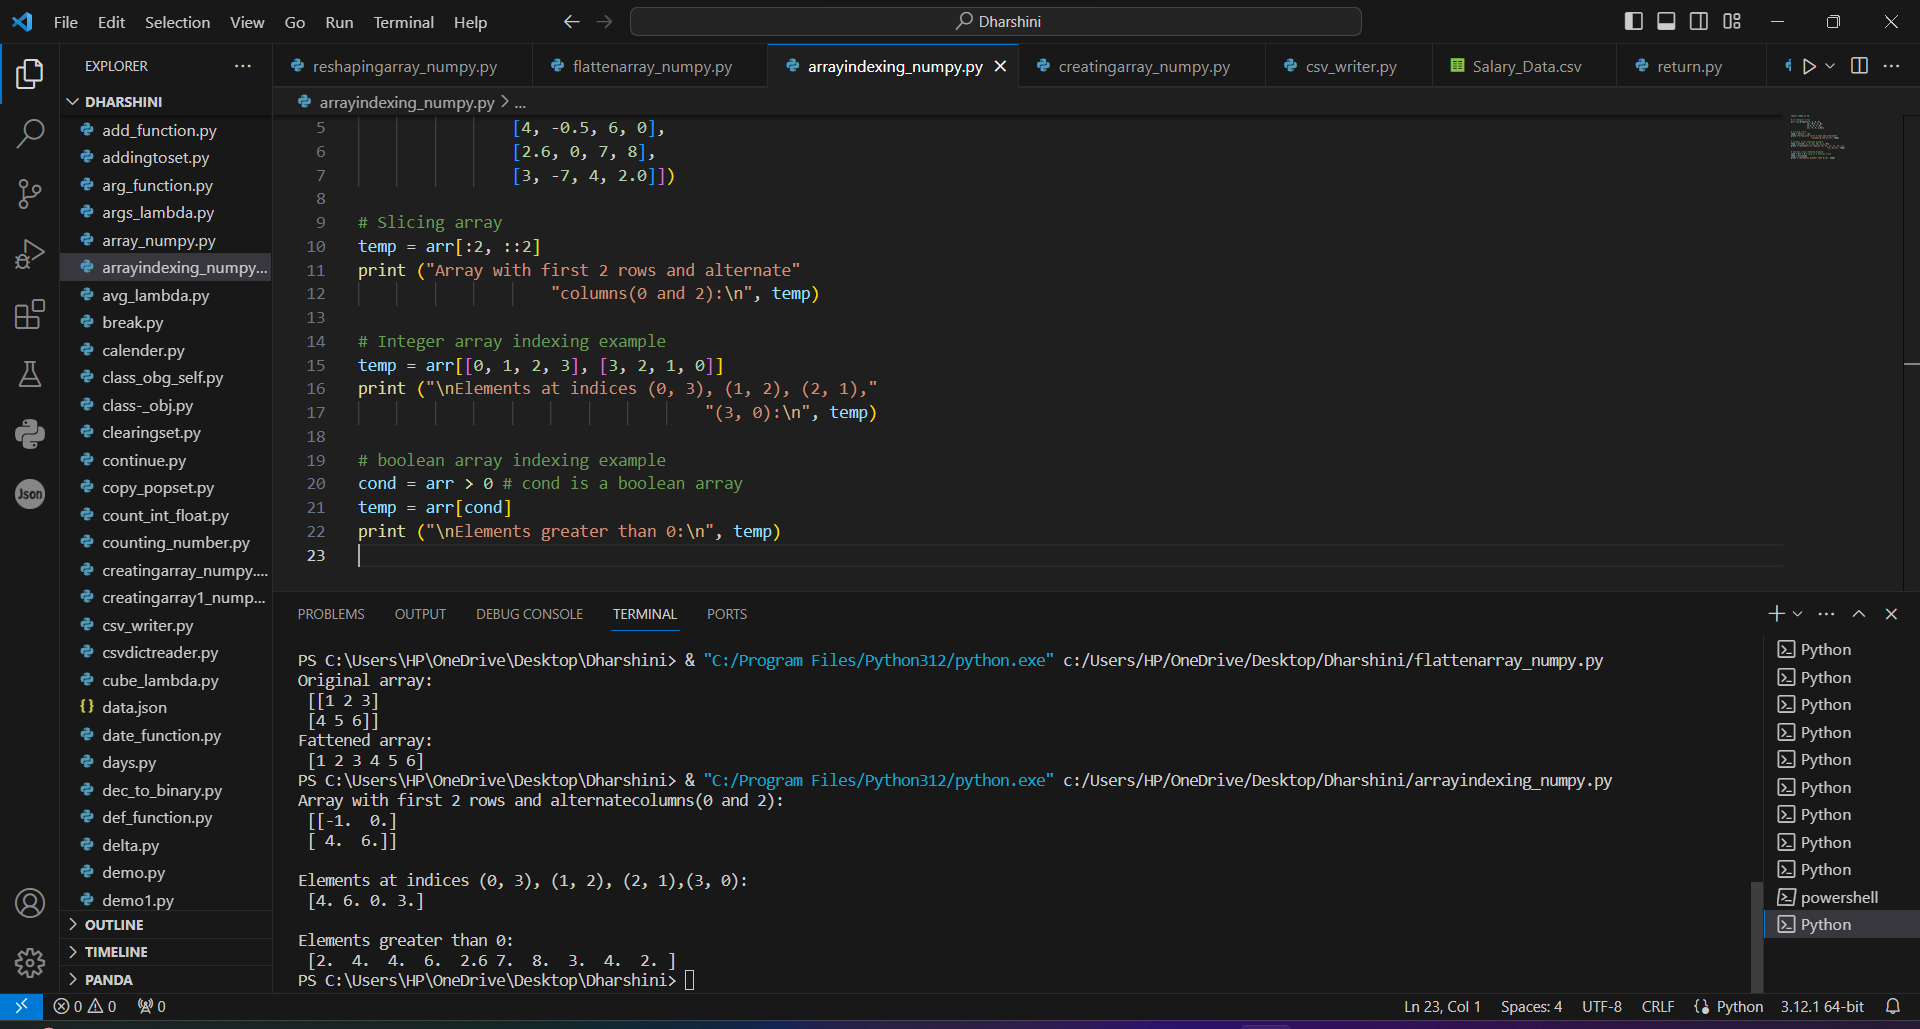 File Edit Selection View Go Run Terminal Help
Dharshini
EXPLORER
DHARSHINI
add_function.py
addingtoset.py
arg_function.py
args_lambda.py
array_numpy.py
arrayindexing_numpy...
avg_lambda.py
break.py
calender.py
class_obg_self.py
class-_obj.py
clearingset.py
continue.py
copy_popset.py
count_int_float.py
counting_number.py
creatingarray_numpy....
creatingarray1_nump...
csv_writer.py
csvdictreader.py
cube_lambda.py
data.json
date_function.py
days.py
dec_to_binary.py
def_function.py
delta.py
demo.py
demo1.py
OUTLINE
TIMELINE
PANDA
Json
reshapingarray_numpy.py flattenarray_numpy.py arrayindexing_numpy.py creatingarray_numpy.py csv_writer.py Salary_Data.csv return.py
arrayindexing_numpy.py > ...
5 [4, -0.5, 6, 0],
6 [2.6, 0, 7, 8],
7 [3, -7, 4, 2.0]])
8
9 # Slicing array
10 temp = arr[:2, ::2]
11 print ("Array with first 2 rows and alternate"
12 "columns(0 and 2):\n", temp)
13
14 # Integer array indexing example
15 temp = arr[[0, 1, 2, 3], [3, 2, 1, 0]]
16 print ("\nElements at indices (0, 3), (1, 2), (2, 1),"
17 "(3, 0):\n", temp)
18
19 # boolean array indexing example
20 cond = arr > 0 # cond is a boolean array
21 temp = arr[cond]
22 print ("\nElements greater than 0:\n", temp)
23
PROBLEMS OUTPUT DEBUG CONSOLE TERMINAL PORTS
PS C:\Users\HP\OneDrive\Desktop\Dharshini> & "C:/Program Files/Python312/python.exe" c:/Users/HP/OneDrive/Desktop/Dharshini/flattenarray_numpy.py
Original array:
[[1 2 3]
[4 5 6]]
Fattened array:
[1 2 3 4 5 6]
PS C:\Users\HP\OneDrive\Desktop\Dharshini> & "C:/Program Files/Python312/python.exe" c:/Users/HP/OneDrive/Desktop/Dharshini/arrayindexing_numpy.py
Array with first 2 rows and alternatecolumns(0 and 2):
[[-1. 0.]
[ 4. 6.]]
Elements at indices (0, 3), (1, 2), (2, 1),(3, 0):
[4. 6. 0. 3.]
Elements greater than 0:
[2. 4. 4. 6. 2.6 7. 8. 3. 4. 2. ]
PS C:\Users\HP\OneDrive\Desktop\Dharshini>
Python
Python
Python
Python
Python
Python
Python
Python
Python
powershell
Python
0 0 0
Ln 23, Col 1 Spaces: 4 UTF-8 CRLF Python 3.12.1 64-bit